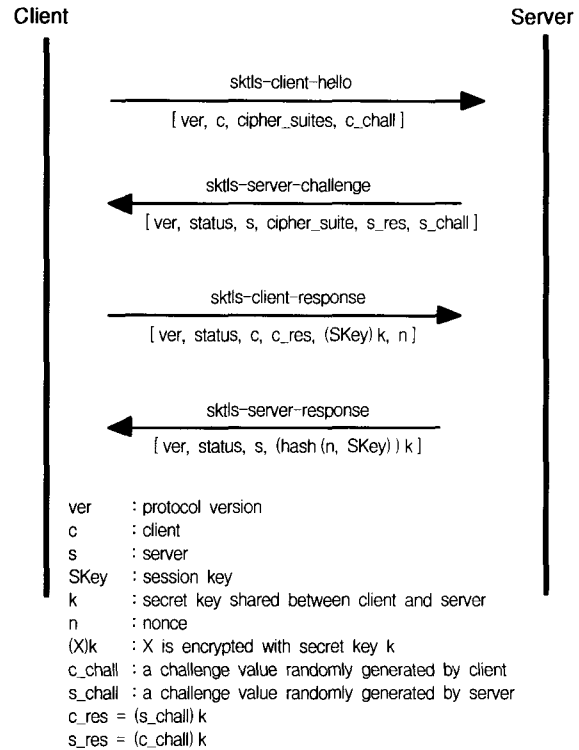 Client Server
sktls-client-hello
[ ver, c, cipher_suites, c_chall ]
sktls-server-challenge
[ ver, status, s, cipher_suite, s_res, s_chall ]
sktls-client-response
[ ver, status, c, c_res, (SKey) k, n ]
sktls-server-response
[ ver, status, s, (hash (n, SKey) ) k ]
ver : protocol version
c : client
s : server
SKey : session key
k : secret key shared between client and server
n : nonce
(X)k : X is encrypted with secret key k
c_chall : a challenge value randomly generated by client
s_chall : a challenge value randomly generated by server
c_res = (s_chall) k
s_res = (c_chall) k